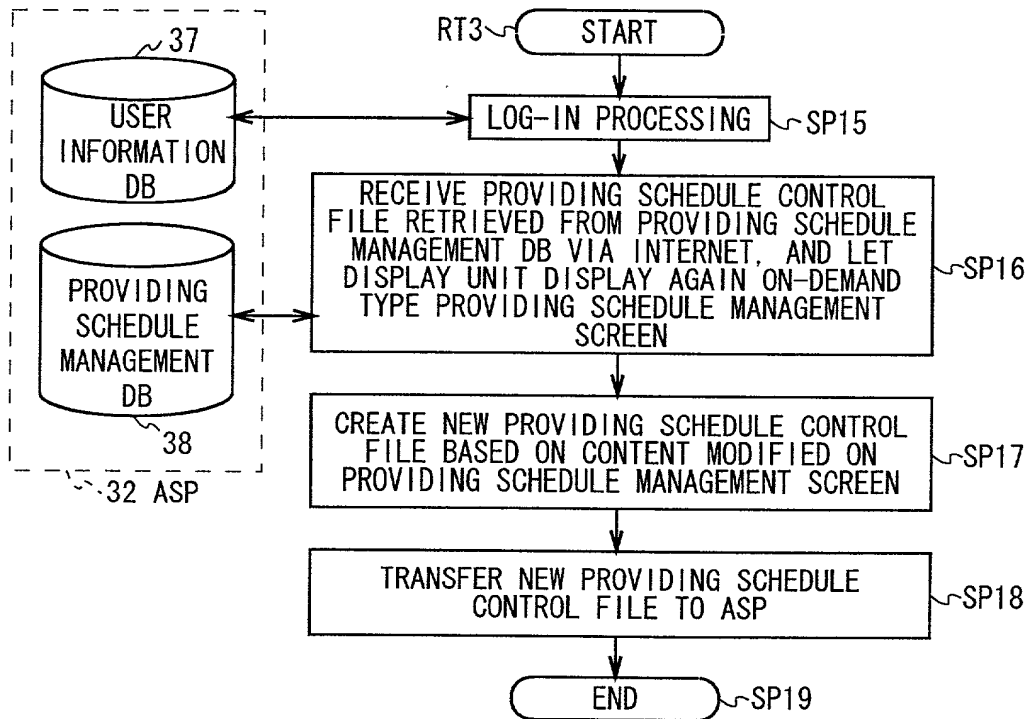 RT3
START
37
USER
INFORMATION
DB
LOG-IN PROCESSING
SP15
RECEIVE PROVIDING SCHEDULE CONTROL
FILE RETRIEVED FROM PROVIDING SCHEDULE
MANAGEMENT DB VIA INTERNET, AND LET
DISPLAY UNIT DISPLAY AGAIN ON-DEMAND
TYPE PROVIDING SCHEDULE MANAGEMENT
SCREEN
SP16
PROVIDING
SCHEDULE
MANAGEMENT
DB
38
32 ASP
CREATE NEW PROVIDING SCHEDULE CONTROL
FILE BASED ON CONTENT MODIFIED ON
PROVIDING SCHEDULE MANAGEMENT SCREEN
SP17
TRANSFER NEW PROVIDING SCHEDULE
CONTROL FILE TO ASP
SP18
END
SP19